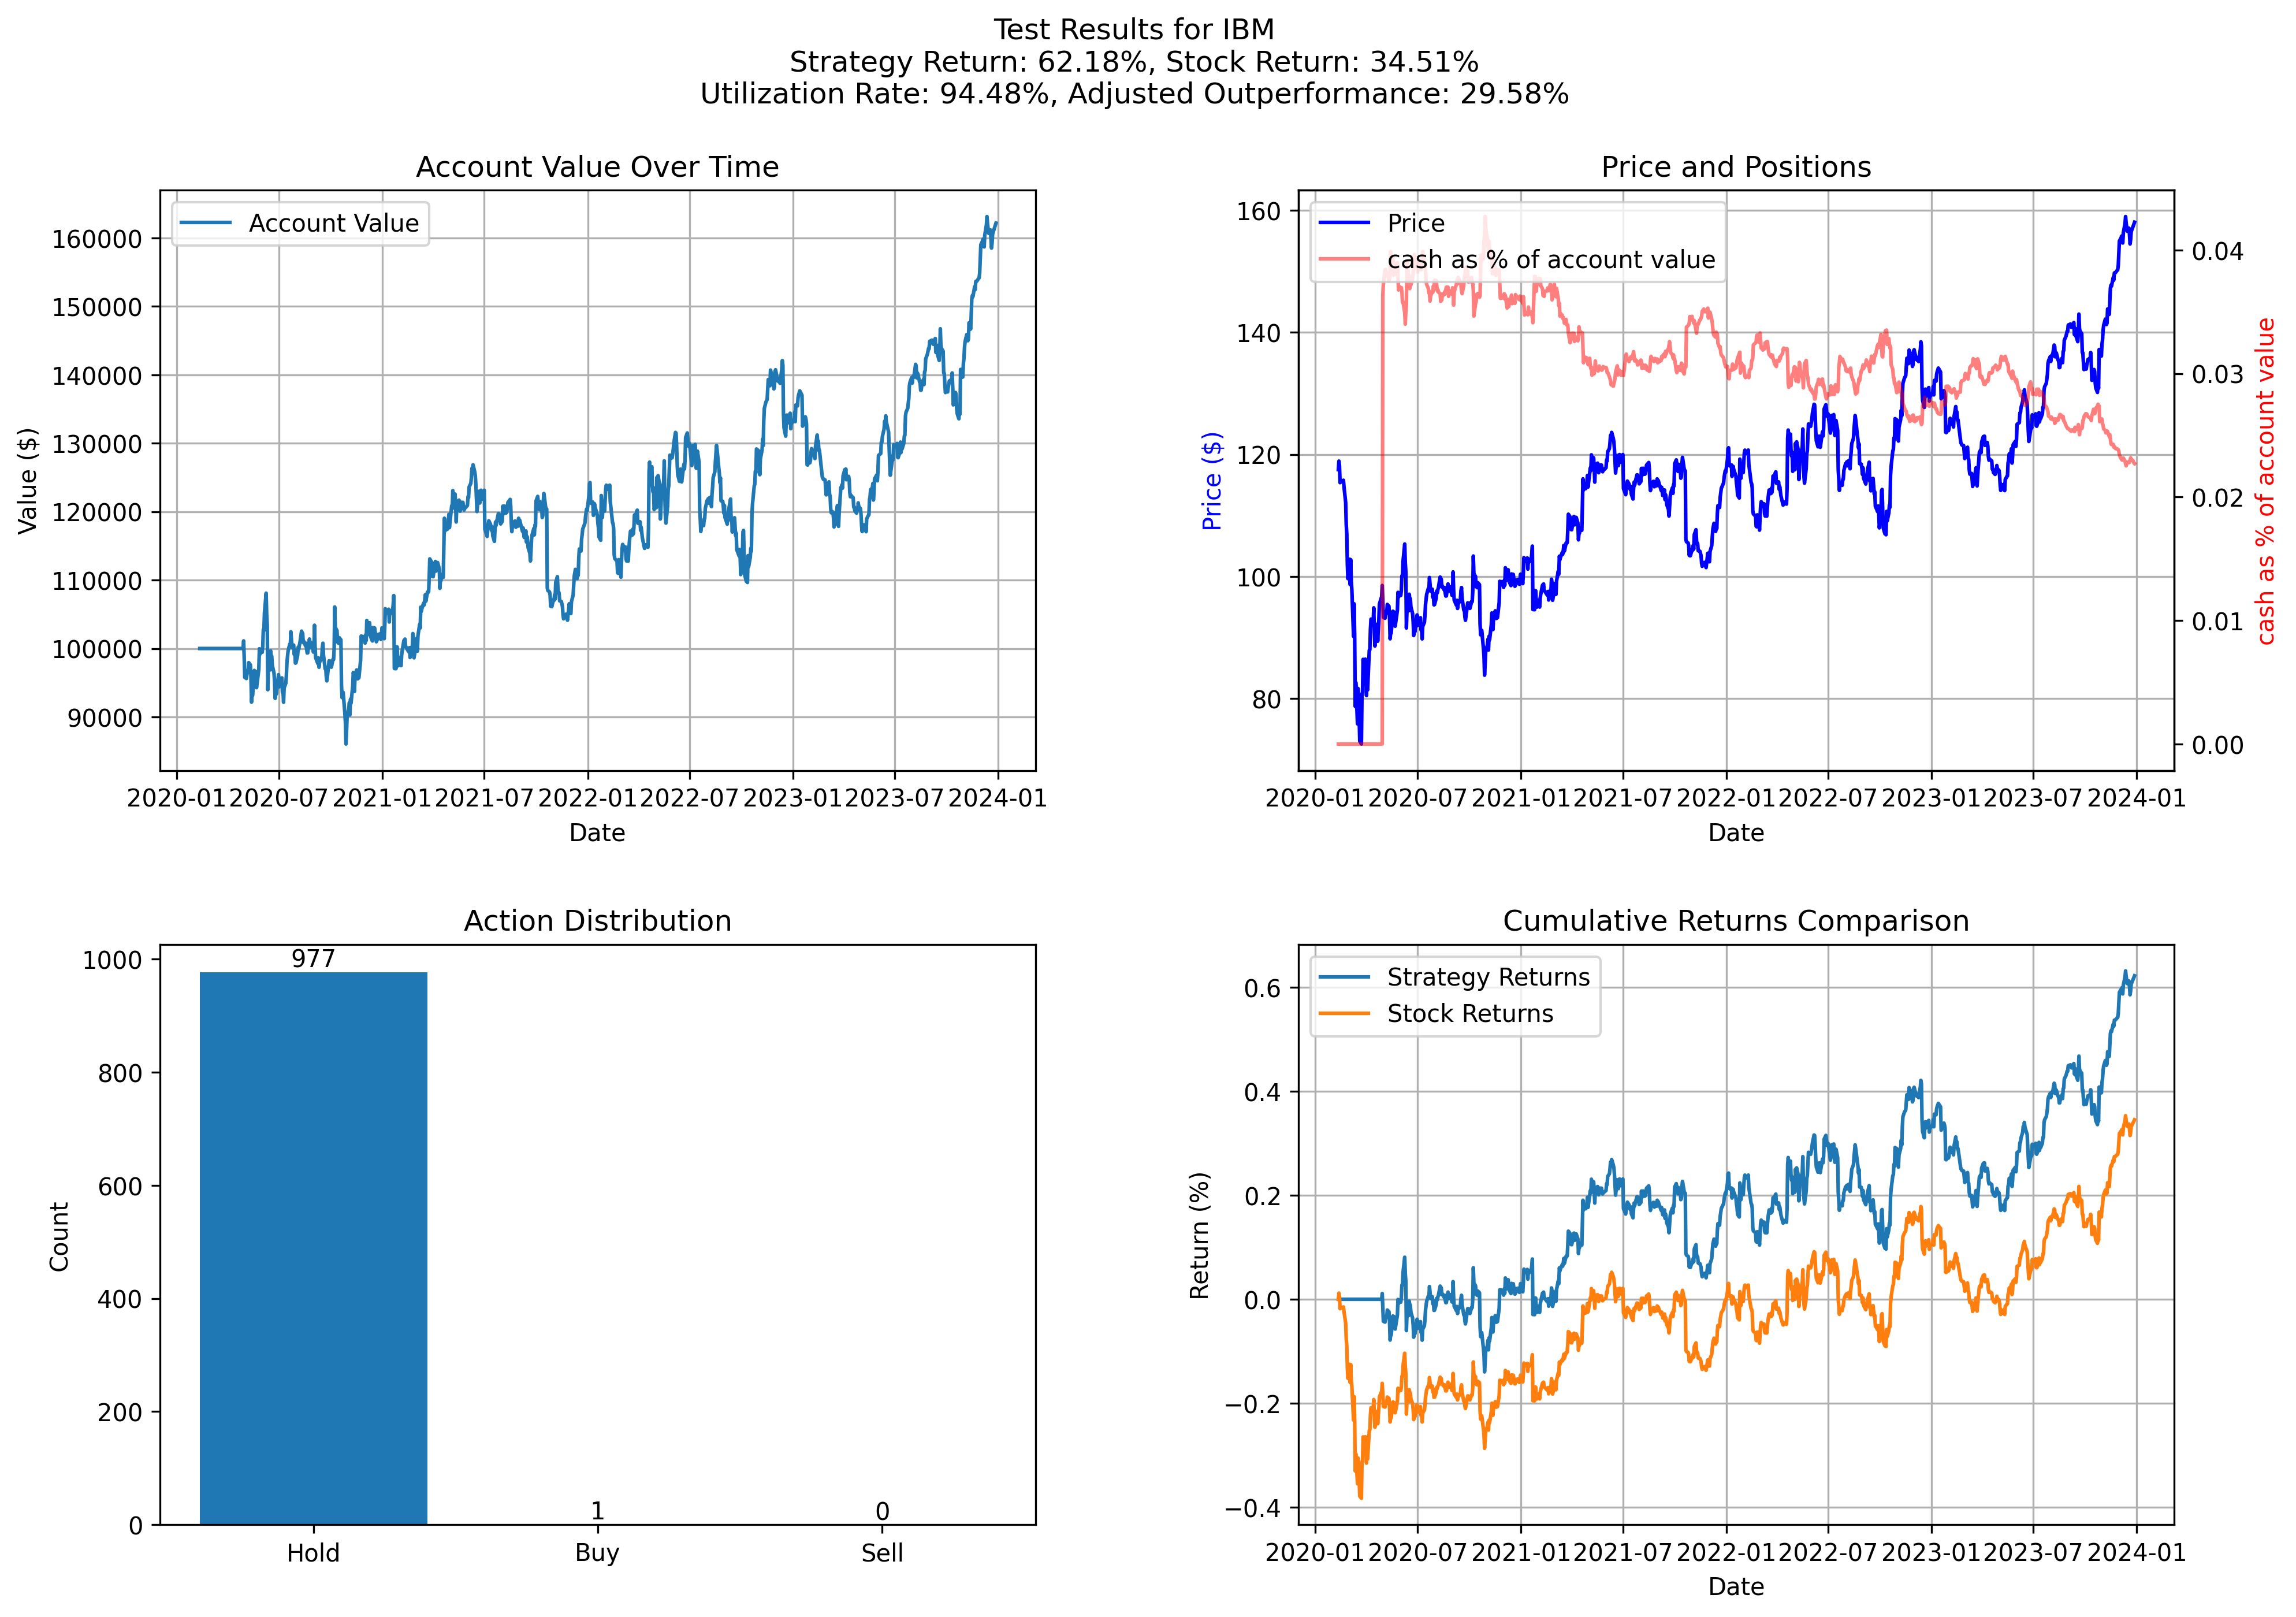 Test Results for IBM
Strategy Return: 62.18%, Stock Return: 34.51%
Utilization Rate: 94.48%, Adjusted Outperformance: 29.58%
Account Value Over Time
Account Value
160000
150000
140000
130000
120000
110000
100000
90000
Value ($)
2020-01 2020-07 2021-01 2021-07 2022-01 2022-07 2023-01 2023-07 2024-01
Date
Price and Positions
Price
cash as % of account value
160
140
120
100
80
Price ($)
0.04
0.03
0.02
0.01
0.00
cash as % of account value
2020-01 2020-07 2021-01 2021-07 2022-01 2022-07 2023-01 2023-07 2024-01
Date
Action Distribution
1000
800
600
400
200
0
Count
977
1
0
Hold Buy Sell
Cumulative Returns Comparison
Strategy Returns
Stock Returns
0.6
0.4
0.2
0.0
−0.2
−0.4
Return (%)
2020-01 2020-07 2021-01 2021-07 2022-01 2022-07 2023-01 2023-07 2024-01
Date